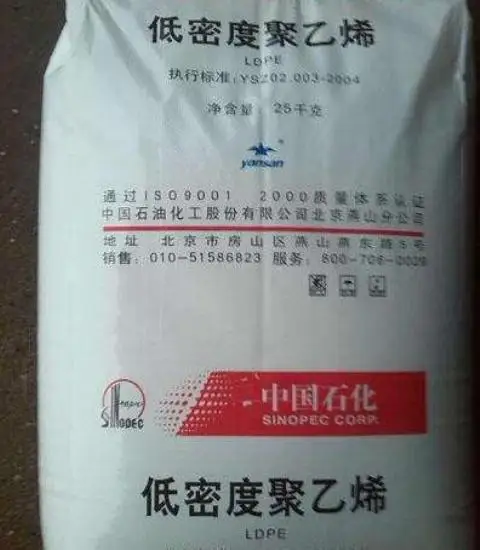 低密度聚乙烯
LDPE
执行标准:YSZ02.003-2004
净含量: 25千克
yansan
通过ISO9001 2000质量体系认证
中国石油化工股份有限公司北京燕山分公司
地址 北京市房山区燕山燕东路5号
销售: 010-51586823 服务: 800-706-0029
SINOPEC
中国石化
SINOPEC CORP.
低密度聚乙烯
LDPE